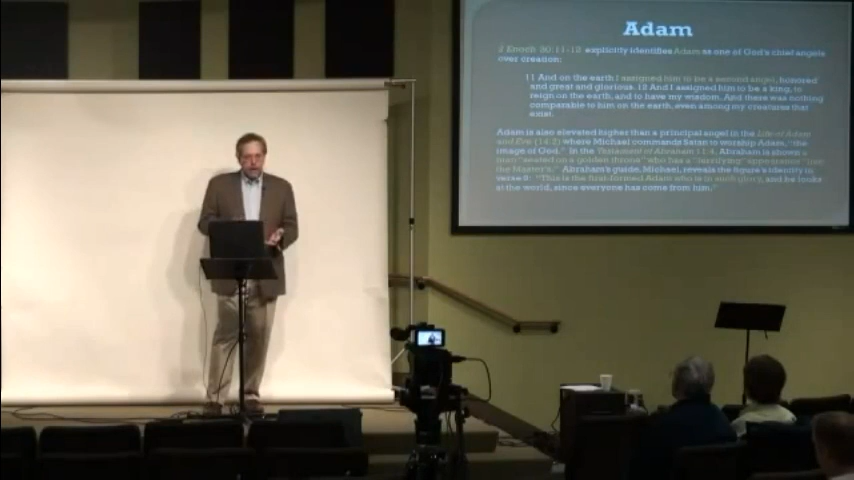 Adam
2 Enoch 30:11-12 explicitly identifies Adam as one of God's chief angels
over creation:
11 And on the earth I assigned him to be a second angel, honored
and great and glorious. 12 And I assigned him to be a king, to
reign on the earth, and to have my wisdom. And there was nothing
comparable to him on the earth, even among my creatures that
exist.
Adam is also elevated higher than a principal angel in the Life of Adam
and Eve (14:2) where Michael commands Satan to worship Adam, "the
image of God." In the Testament of Abraham 11:4, Abraham is shown a
man "seated on a golden throne" who has a "terrifying" appearance "like
the Master's." Abraham's guide, Michael, reveals the figure's identity in
verse 9: "This is the first-formed Adam who is in such glory, and he looks
at the world, since everyone has come from him."